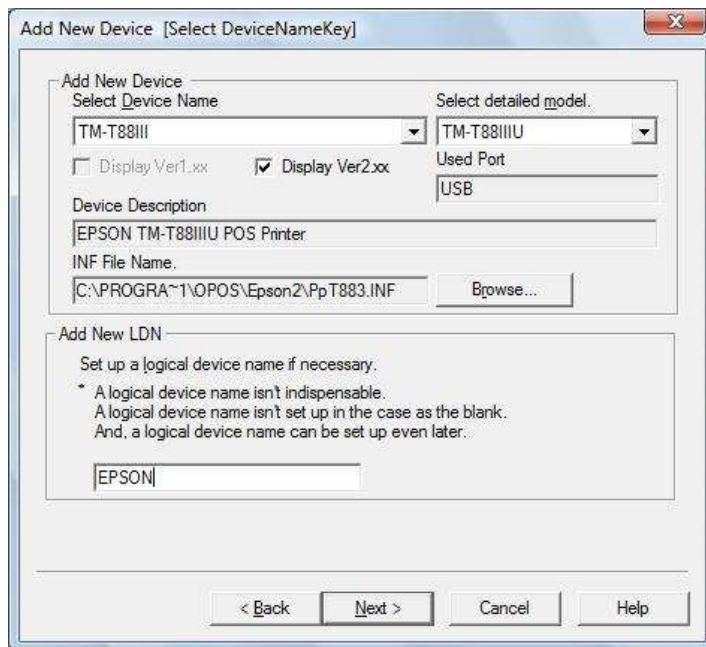 Add New Device [Select DeviceNameKey]
Add New Device
Select Device Name
Select detailed model.
TM-T88III
TM-T88IIIU
Display Ver1.xx
Display Ver2.xx
Used Port
USB
Device Description
EPSON TM-T88IIIU POS Printer
INF File Name.
C:\PROGRA~1\OPOS\Epson2\PpT883.INF
Browse...
Add New LDN
Set up a logical device name if necessary.
* A logical device name isn't indispensable.
A logical device name isn't set up in the case as the blank.
And, a logical device name can be set up even later.
EPSON
< Back
Next >
Cancel
Help